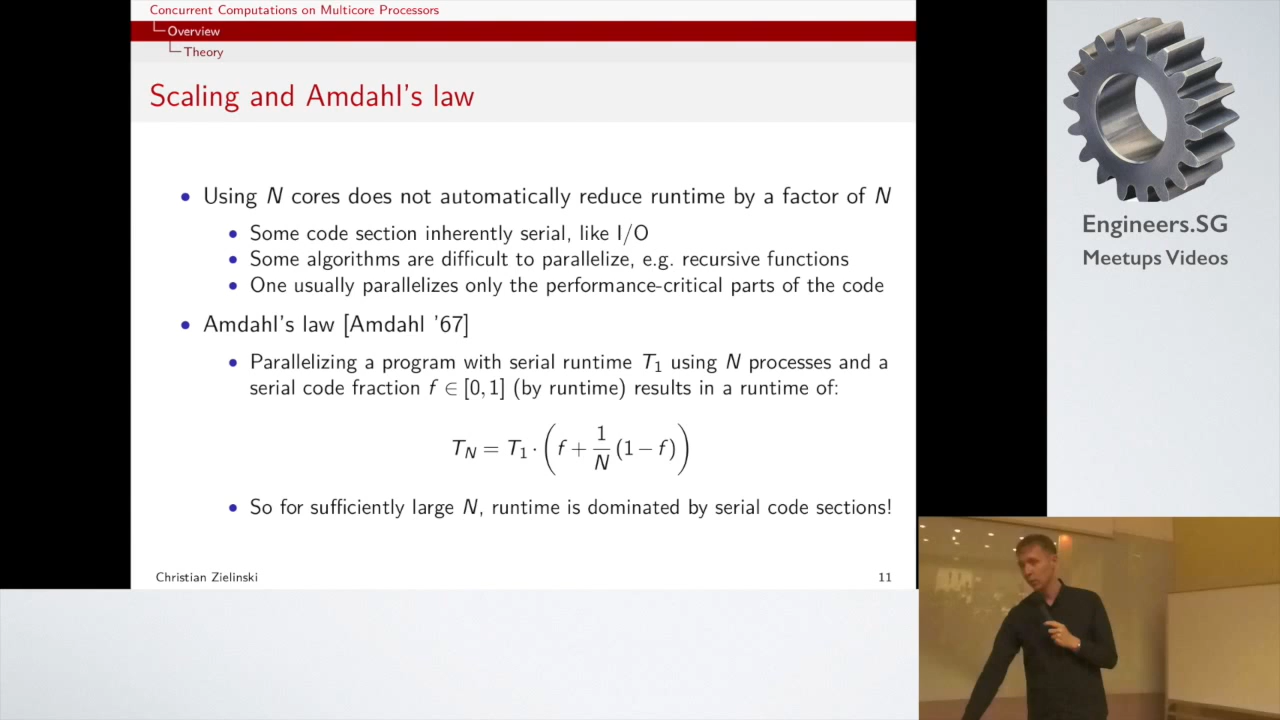 Concurrent Computations on Multicore Processors
Overview
Theory
Scaling and Amdahl's law
• Using N cores does not automatically reduce runtime by a factor of N
• Some code section inherently serial, like I/O
• Some algorithms are difficult to parallelize, e.g. recursive functions
• One usually parallelizes only the performance-critical parts of the code
• Amdahl's law [Amdahl '67]
• Parallelizing a program with serial runtime T₁ using N processes and a
serial code fraction f ∈ [0, 1] (by runtime) results in a runtime of:
T_N = T₁ · (f + 1/N (1 − f))
• So for sufficiently large N, runtime is dominated by serial code sections!
Christian Zielinski
11
Engineers.SG
Meetups Videos